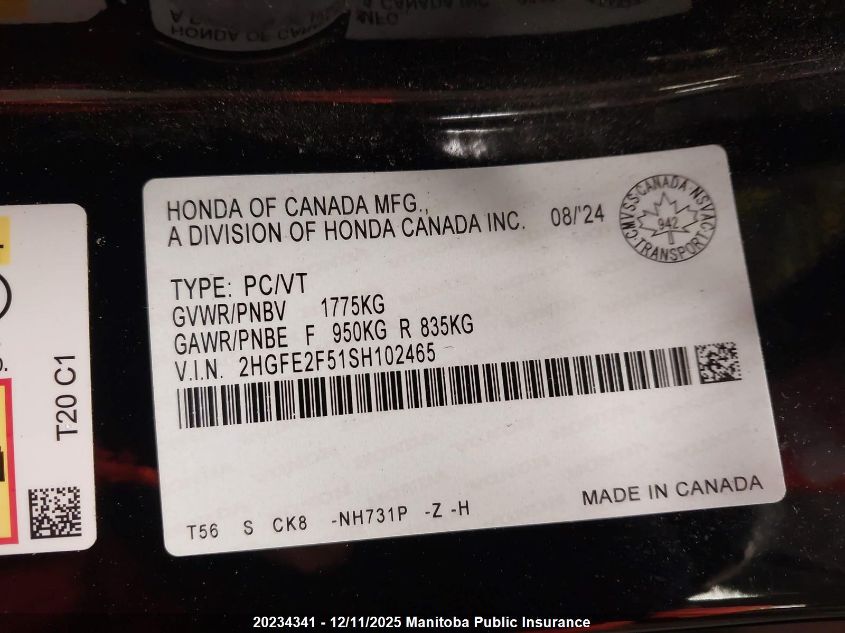 HONDA OF CANADA MFG.,
A DIVISION OF HONDA CANADA INC.
08/'24
CMVSS CANADA NSVAC
942
TRANSPORT
TYPE: PC/VT
GVWR/PNBV 1775KG
GAWR/PNBE F 950KG R 835KG
V.I.N. 2HGFE2F51SH102465
T56 S CK8 -NH731P -Z -H
MADE IN CANADA
T20 C1
20234341 - 12/11/2025 Manitoba Public Insurance